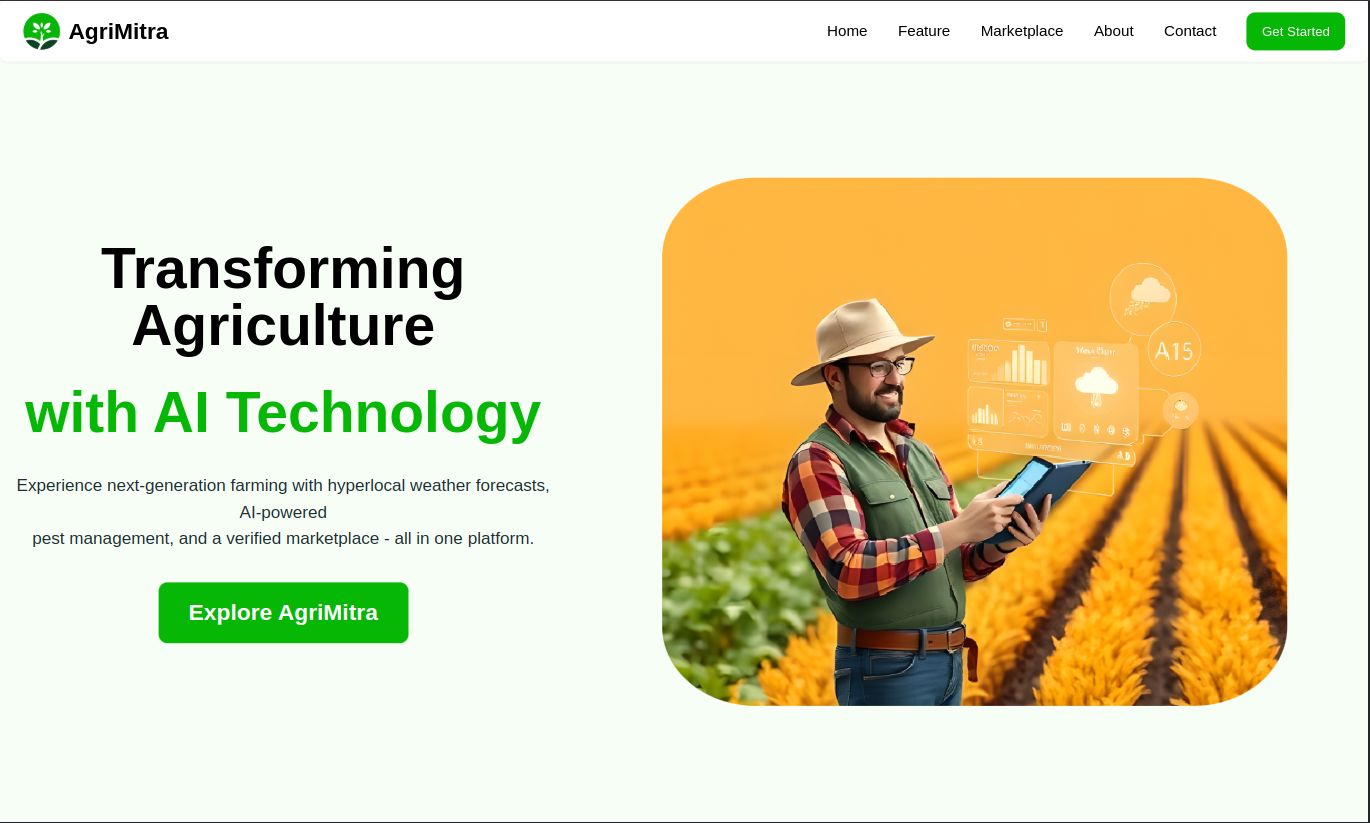 AgriMitra
Home Feature Marketplace About Contact Get Started
Transforming
Agriculture
with AI Technology
Experience next-generation farming with hyperlocal weather forecasts,
AI-powered
pest management, and a verified marketplace - all in one platform.
Explore AgriMitra
A15